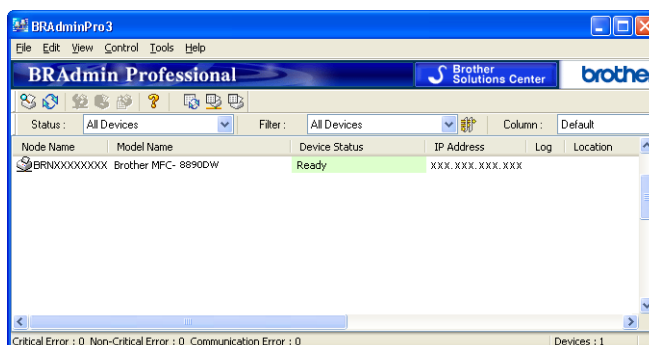 BRAdminPro3
File Edit View Control Tools Help
BRAdmin Professional Brother Solutions Center brothe
Status : All Devices Filter : All Devices Column : Default
Node Name Model Name Device Status IP Address Log Location
BRNXXXXXXX Brother MFC- 8890DW Ready XXX.XXX.XXX.XXX
Critical Error : 0 Non-Critical Error : 0 Communication Error : 0 Devices : 1